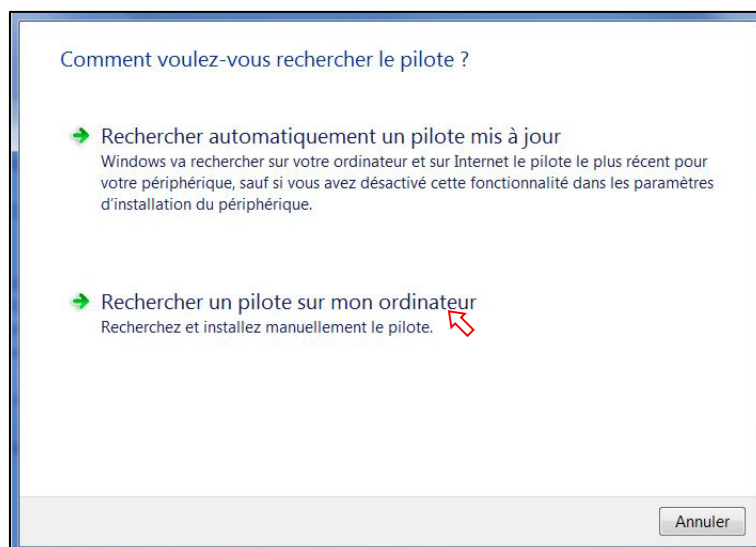 Comment voulez-vous rechercher le pilote ?
Rechercher automatiquement un pilote mis à jour
Windows va rechercher sur votre ordinateur et sur Internet le pilote le plus récent pour
votre périphérique, sauf si vous avez désactivé cette fonctionnalité dans les paramètres
d'installation du périphérique.
Rechercher un pilote sur mon ordinateur
Recherchez et installez manuellement le pilote.
Annuler